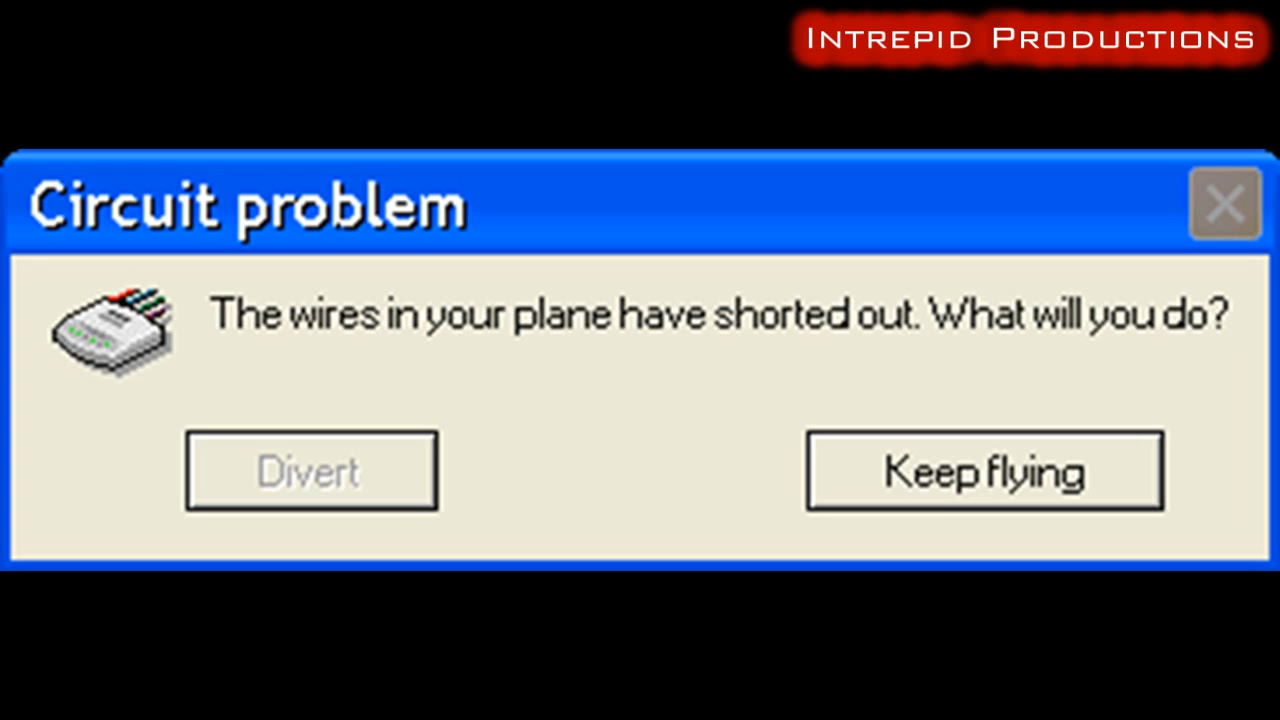 Intrepid Productions
Circuit problem
The wires in your plane have shorted out. What will you do?
Divert
Keep flying